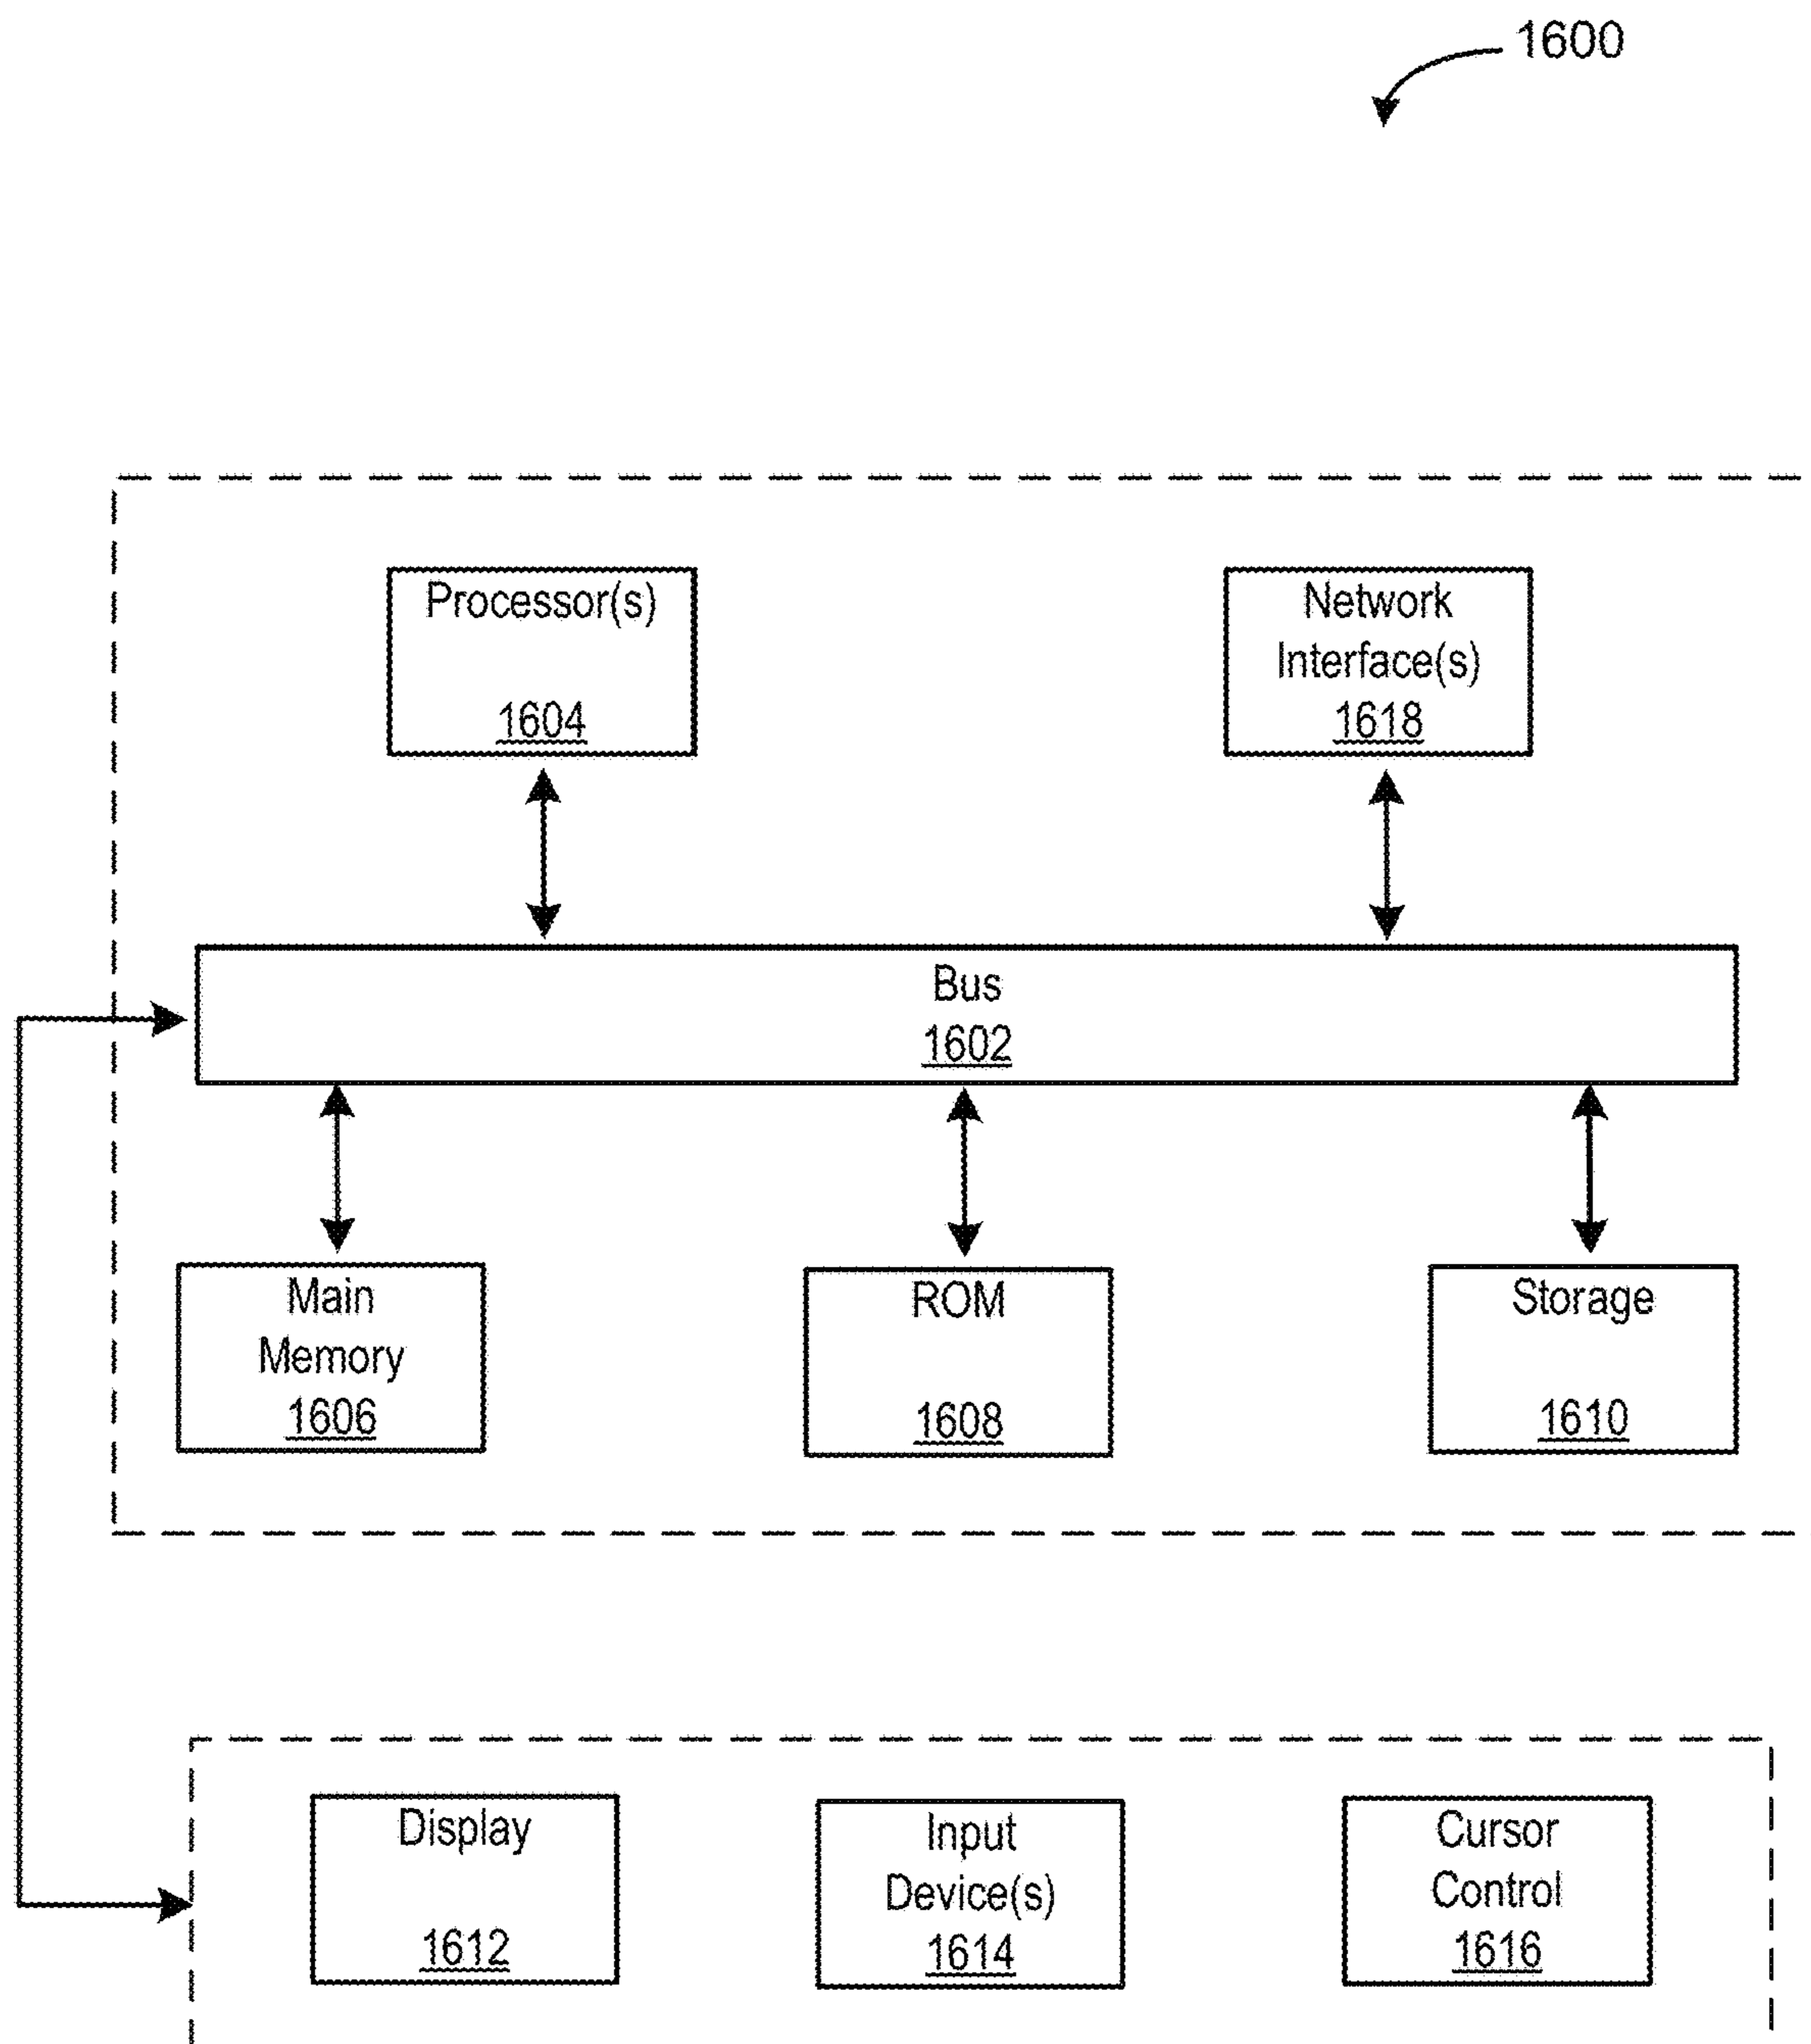 1600
Processor(s)
1604
Network
Interface(s)
1618
Bus
1602
Main
Memory
1606
ROM
1608
Storage
1610
Display
1612
Input
Device(s)
1614
Cursor
Control
1616